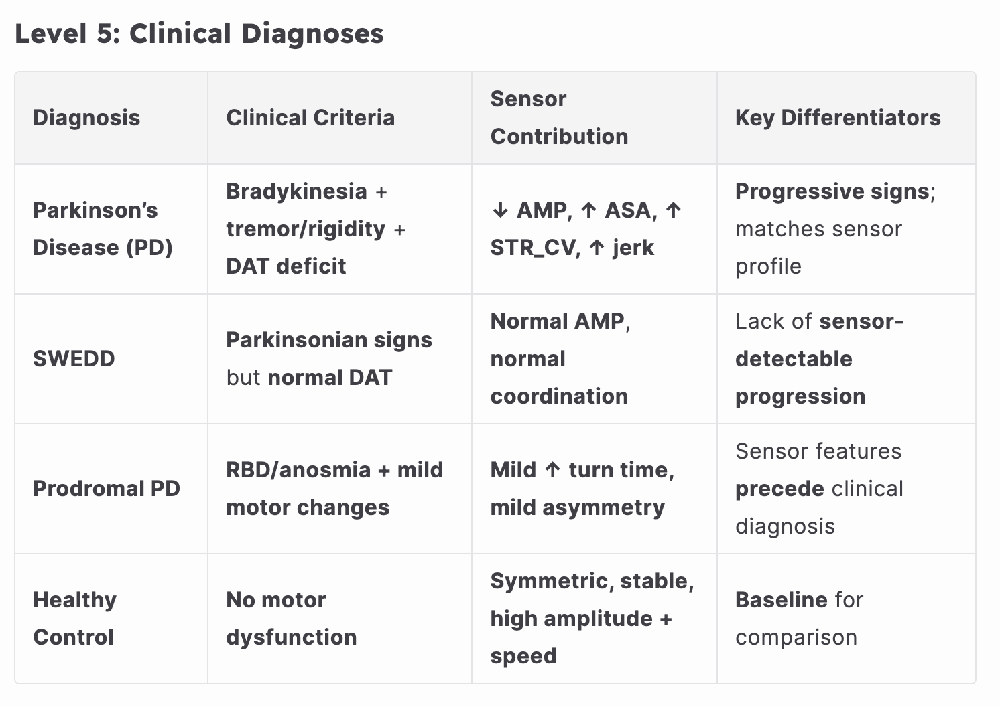 Level 5: Clinical Diagnoses
Diagnosis
Clinical Criteria
Sensor
Contribution
Key Differentiators
Parkinson’s
Disease (PD)
Bradykinesia +
tremor/rigidity +
DAT deficit
↓ AMP, ↑ ASA, ↑
STR_CV, ↑ jerk
Progressive signs;
matches sensor
profile
SWEDD
Parkinsonian signs
but normal DAT
Normal AMP,
normal
coordination
Lack of sensor-
detectable
progression
Prodromal PD
RBD/anosmia + mild
motor changes
Mild ↑ turn time,
mild asymmetry
Sensor features
precede clinical
diagnosis
Healthy
Control
No motor
dysfunction
Symmetric, stable,
high amplitude +
speed
Baseline for
comparison